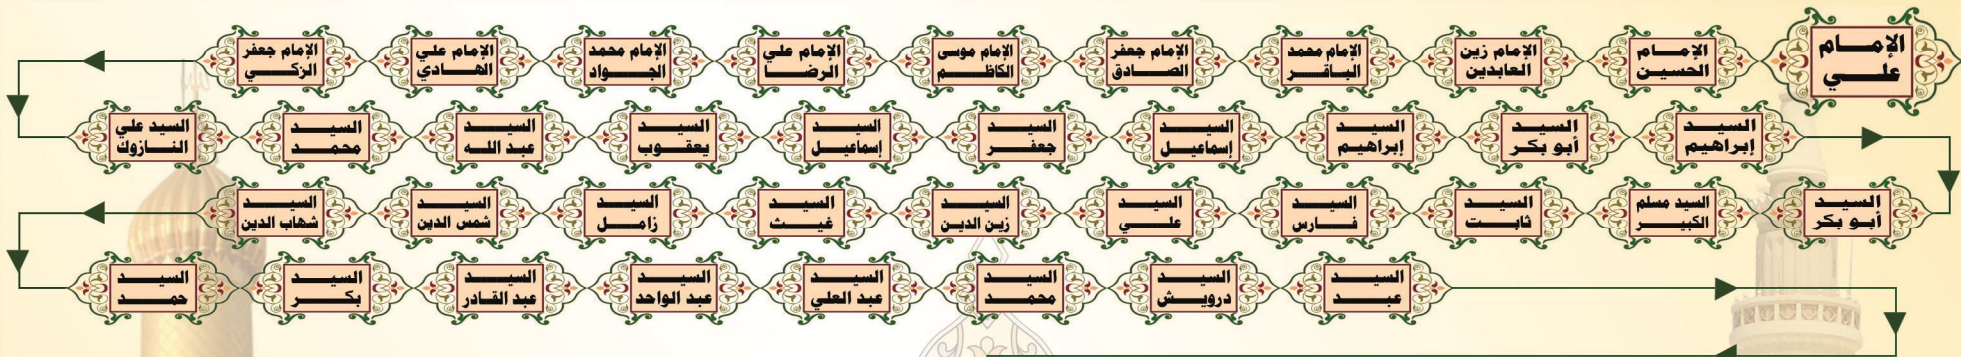 الإمام
علي
الإمام
الحسين
الإمام زين
العابدين
الإمام محمد
الباقر
الإمام جعفر
الصادق
الإمام موسى
الكاظم
الإمام علي
الرضا
الإمام محمد
الجواد
الإمام علي
الهادي
الإمام جعفر
الزكي
السيد علي
النازوك
السيد
محمد
السيد
عبد الله
السيد
يعقوب
السيد
إسماعيل
السيد
جعفر
السيد
إسماعيل
السيد
إبراهيم
السيد
أبو بكر
السيد
إبراهيم
السيد
أبو بكر
السيد مسلم
الكبير
السيد
ثابت
السيد
فارس
السيد
علي
السيد
زين الدين
السيد
غيث
السيد
زامل
السيد
شمس الدين
السيد
شهاب الدين
السيد
حمد
السيد
بكر
السيد
عبد القادر
السيد
عبد الواحد
السيد
عبد العلي
السيد
محمد
السيد
درويش
السيد
عبد